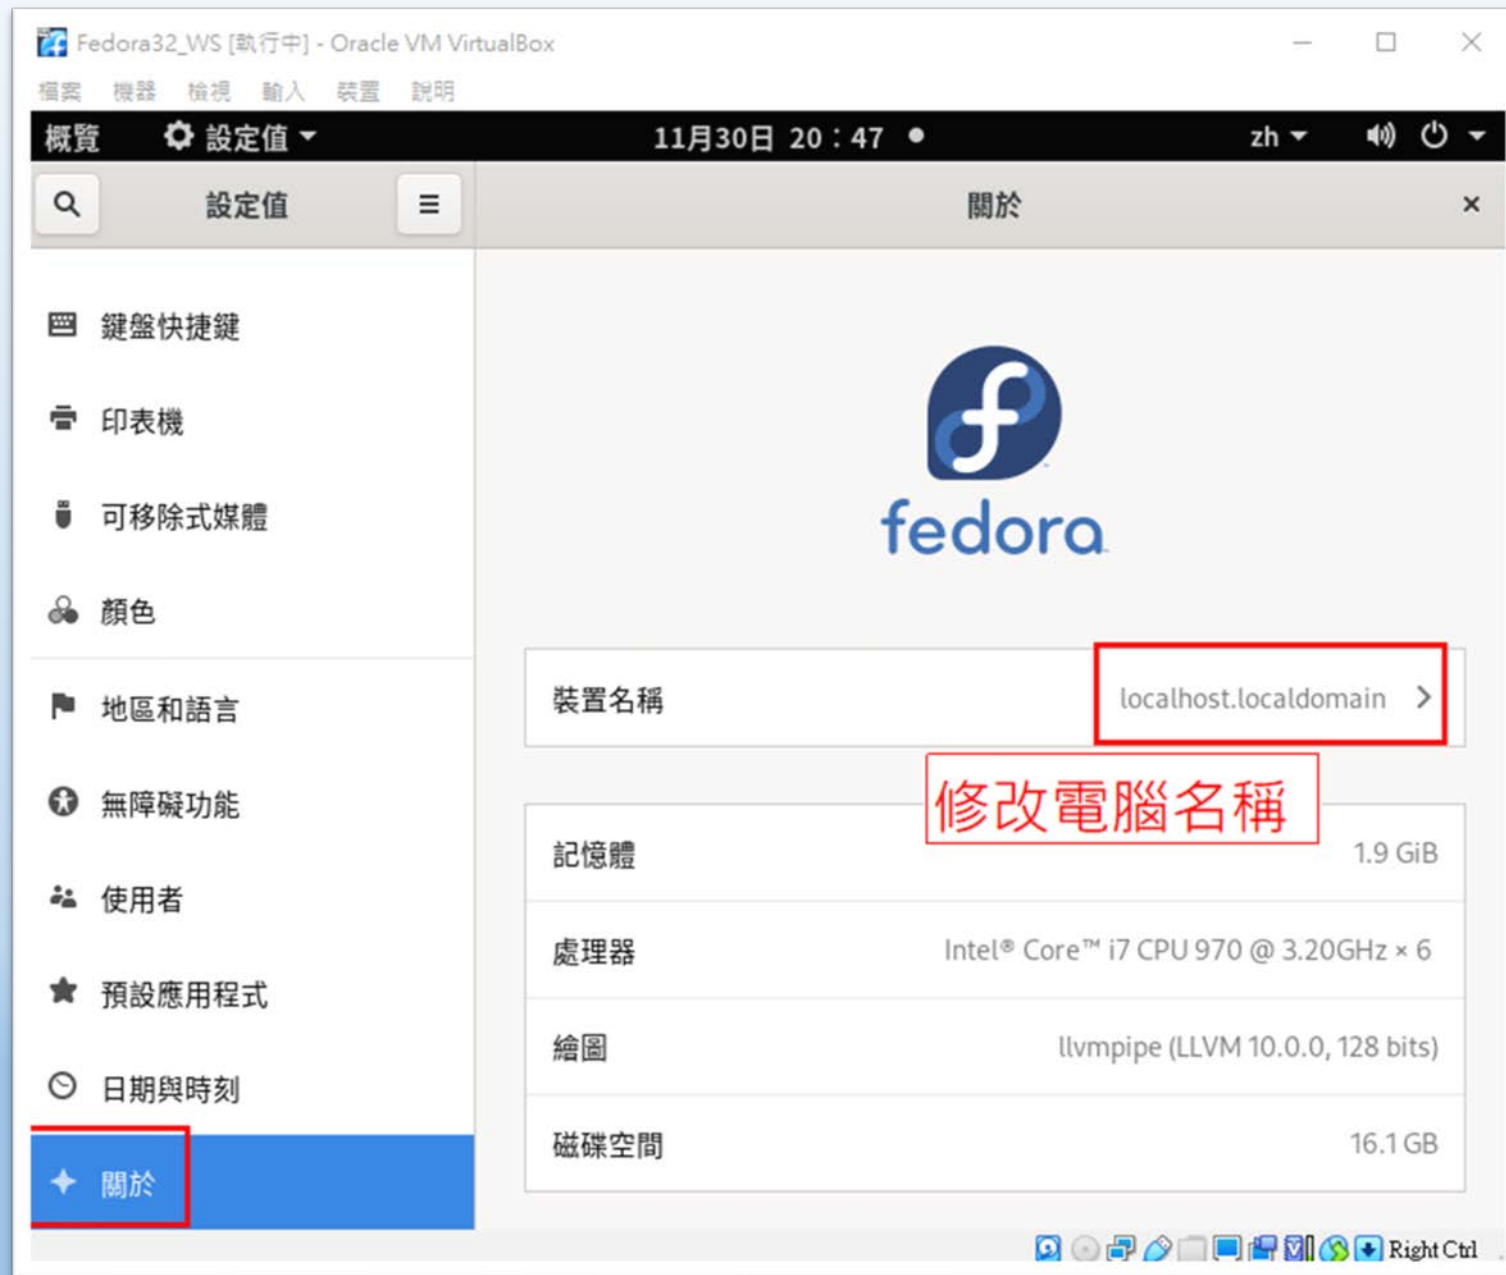 Fedora32_WS [執行中] - Oracle VM VirtualBox
檔案 機器 檢視 輸入 裝置 說明
概覽 設定值 11月30日 20：47 zh
設定值 關於
鍵盤快捷鍵
印表機
可移除式媒體
顏色
地區和語言
無障礙功能
使用者
預設應用程式
日期與時刻
關於
fedora
裝置名稱 localhost.localdomain
修改電腦名稱
記憶體 1.9 GiB
處理器 Intel® Core™ i7 CPU 970 @ 3.20GHz × 6
繪圖 llvmpipe (LLVM 10.0.0, 128 bits)
磁碟空間 16.1 GB
Right Ctrl